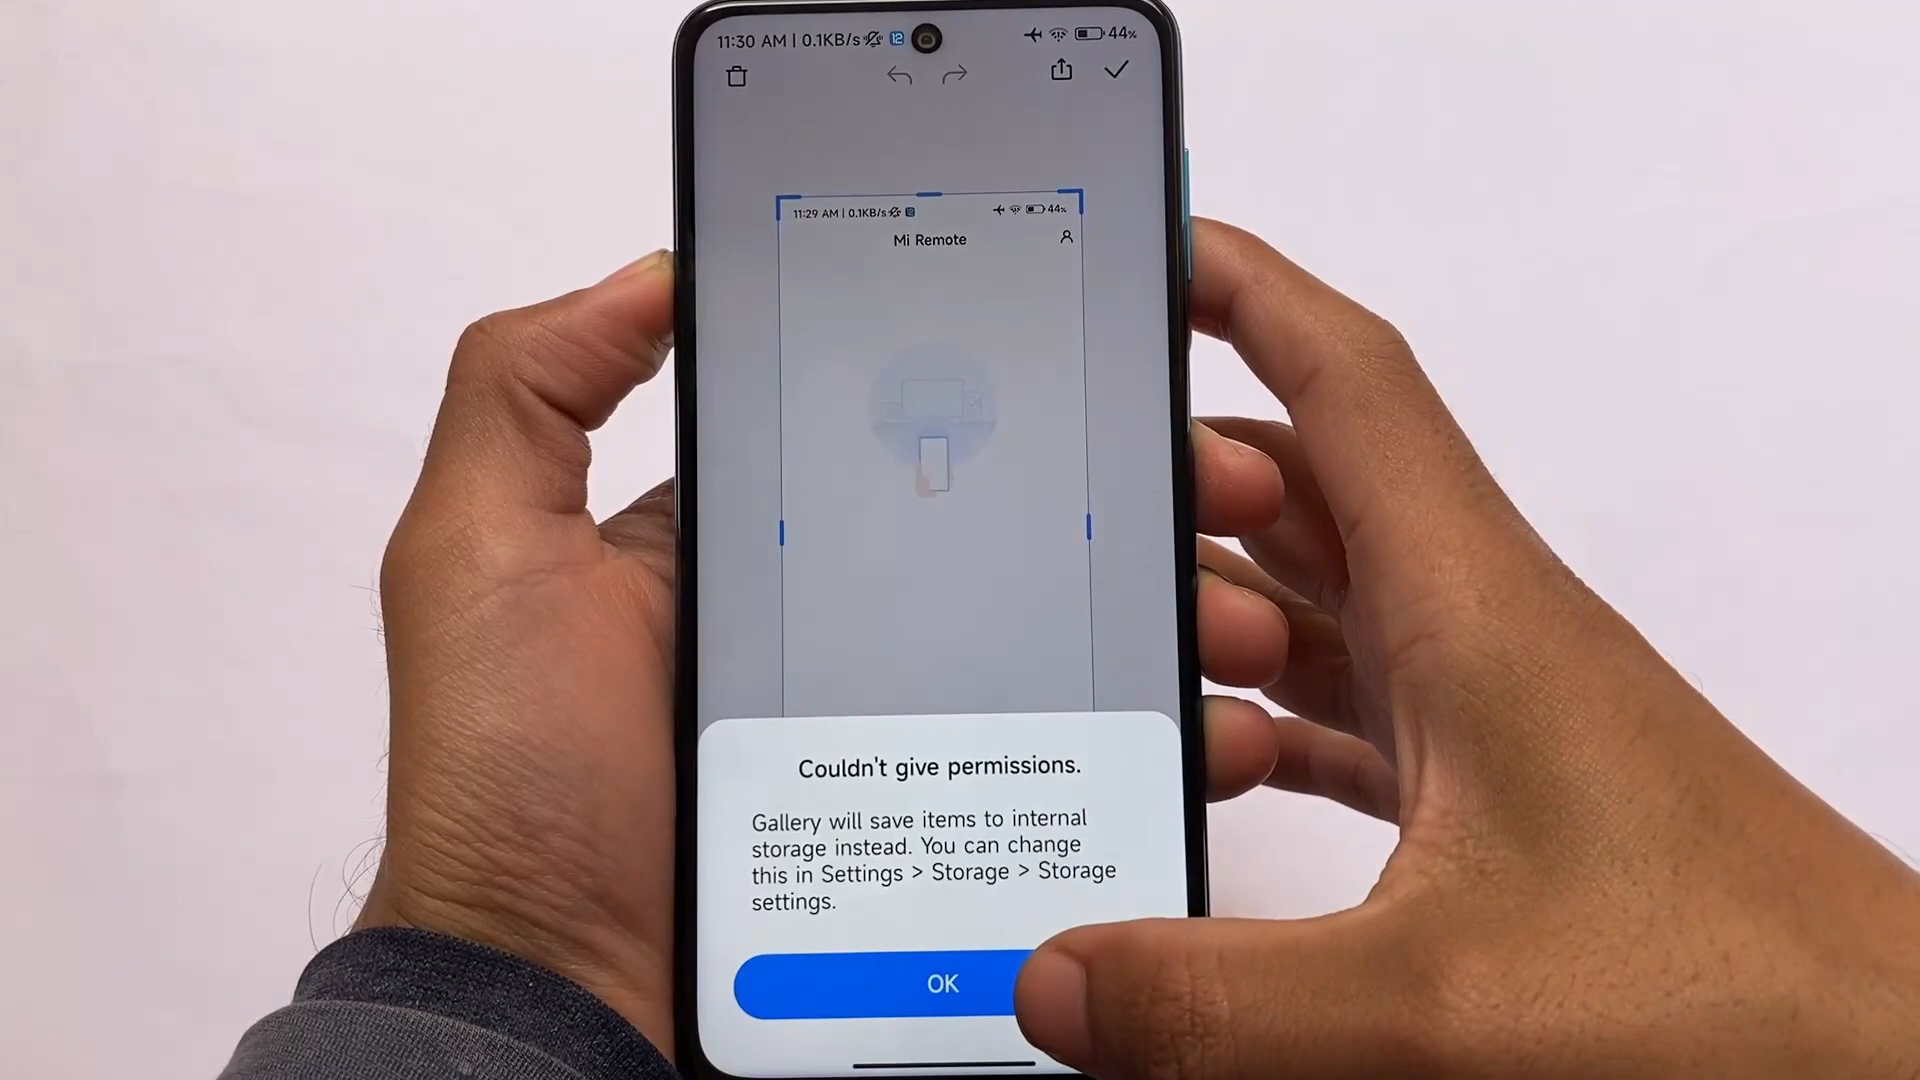 11:30 AM | 0.1KB/s 12 44%
11:29 AM | 0.1KB/s 44%
Mi Remote
Couldn't give permissions.
Gallery will save items to internal
storage instead. You can change
this in Settings > Storage > Storage
settings.
OK